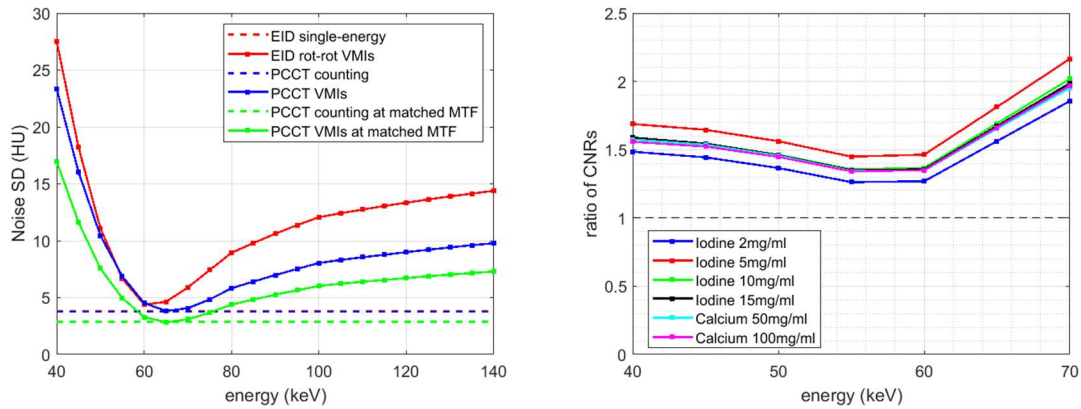 30
25
20
15
10
5
0
Noise SD (HU)
EID single-energy
EID rot-rot VMIs
PCCT counting
PCCT VMIs
PCCT counting at matched MTF
PCCT VMIs at matched MTF
40 60 80 100 120 140
energy (keV)
2.5
2
1.5
1
0.5
0
ratio of CNRs
Iodine 2mg/ml
Iodine 5mg/ml
Iodine 10mg/ml
Iodine 15mg/ml
Calcium 50mg/ml
Calcium 100mg/ml
40 50 60 70
energy (keV)